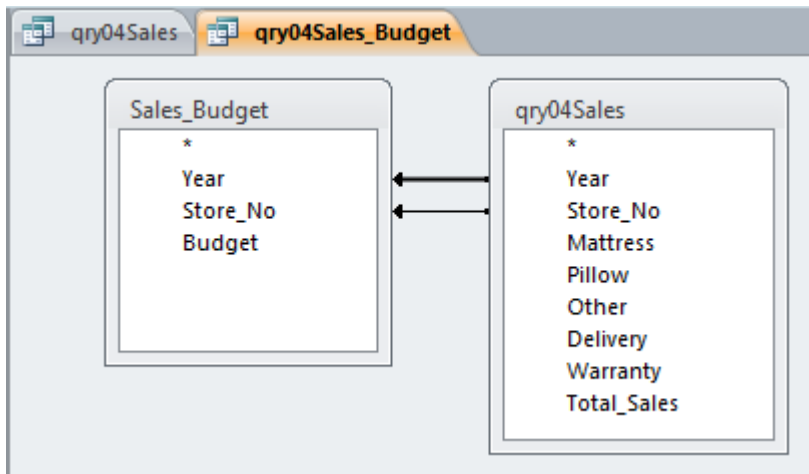 qry04Sales
qry04Sales_Budget
Sales_Budget
*
Year
Store_No
Budget
qry04Sales
*
Year
Store_No
Mattress
Pillow
Other
Delivery
Warranty
Total_Sales